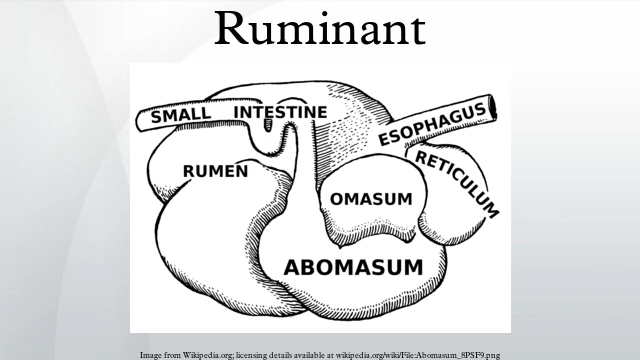 Ruminant
SMALL INTESTINE
ESOPHAGUS
RETICULUM
RUMEN
OMASUM
ABOMASUM
Image from Wikipedia.org; licensing details available at wikipedia.org/wiki/File:Abomasum_8PSF9.png